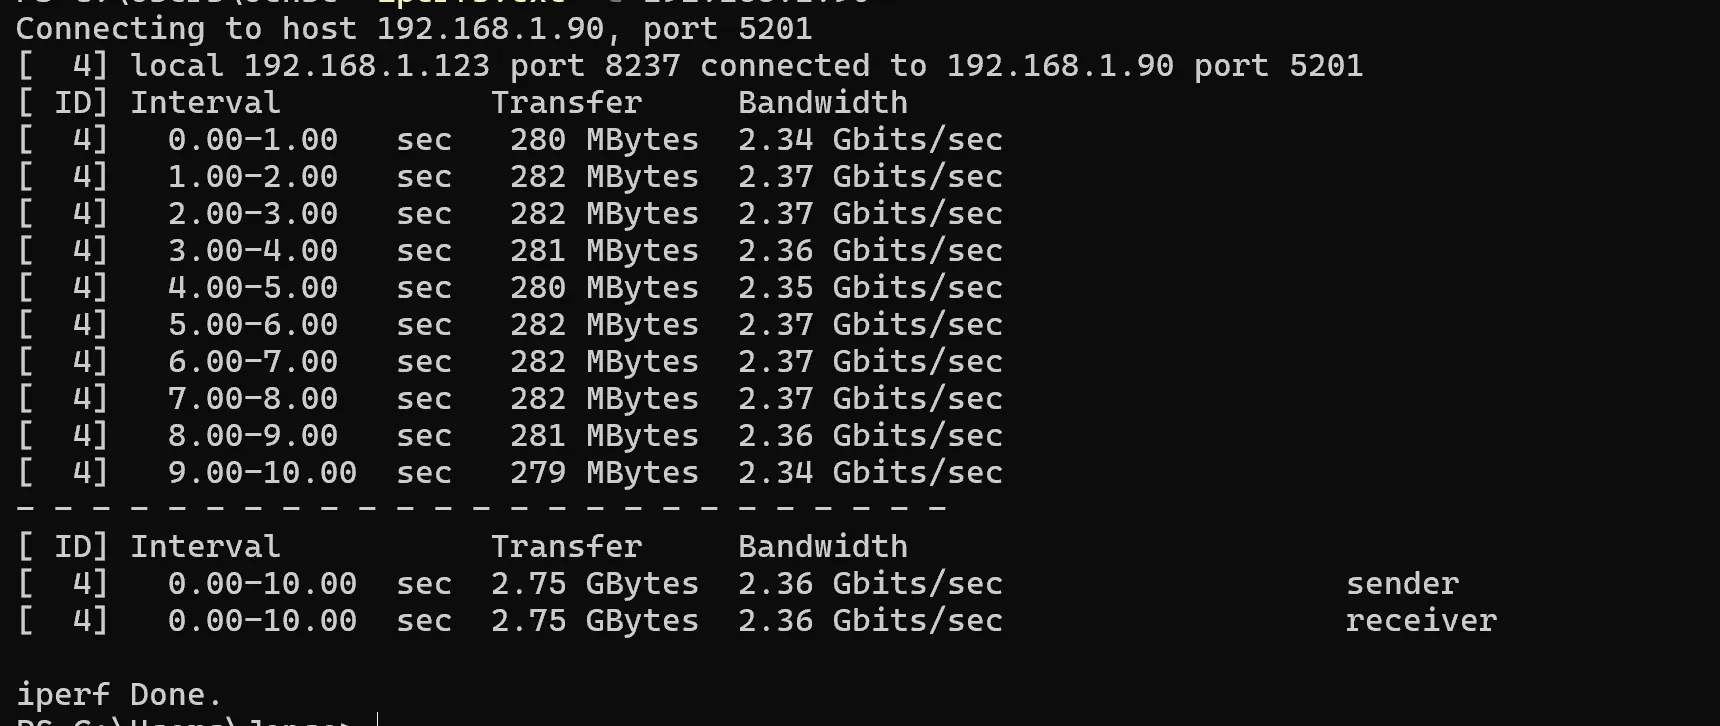 Connecting to host 192.168.1.90, port 5201
[  4] local 192.168.1.123 port 8237 connected to 192.168.1.90 port 5201
[ ID] Interval           Transfer     Bandwidth
[  4]   0.00-1.00   sec   280 MBytes  2.34 Gbits/sec
[  4]   1.00-2.00   sec   282 MBytes  2.37 Gbits/sec
[  4]   2.00-3.00   sec   282 MBytes  2.37 Gbits/sec
[  4]   3.00-4.00   sec   281 MBytes  2.36 Gbits/sec
[  4]   4.00-5.00   sec   280 MBytes  2.35 Gbits/sec
[  4]   5.00-6.00   sec   282 MBytes  2.37 Gbits/sec
[  4]   6.00-7.00   sec   282 MBytes  2.37 Gbits/sec
[  4]   7.00-8.00   sec   282 MBytes  2.37 Gbits/sec
[  4]   8.00-9.00   sec   281 MBytes  2.36 Gbits/sec
[  4]   9.00-10.00  sec   279 MBytes  2.34 Gbits/sec
- - - - - - - - - - - - - - - - - - - - - - - - -
[ ID] Interval           Transfer     Bandwidth
[  4]   0.00-10.00  sec  2.75 GBytes  2.36 Gbits/sec                  sender
[  4]   0.00-10.00  sec  2.75 GBytes  2.36 Gbits/sec                  receiver

iperf Done.